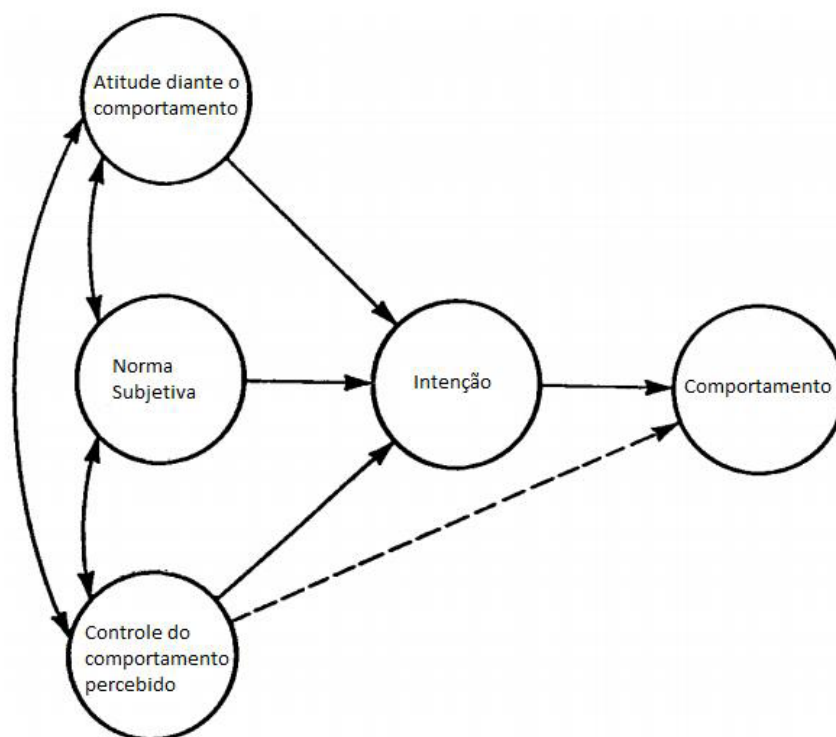 Atitude diante o
comportamento
Norma
Subjetiva
Intenção
Comportamento
Controle do
comportamento
percebido